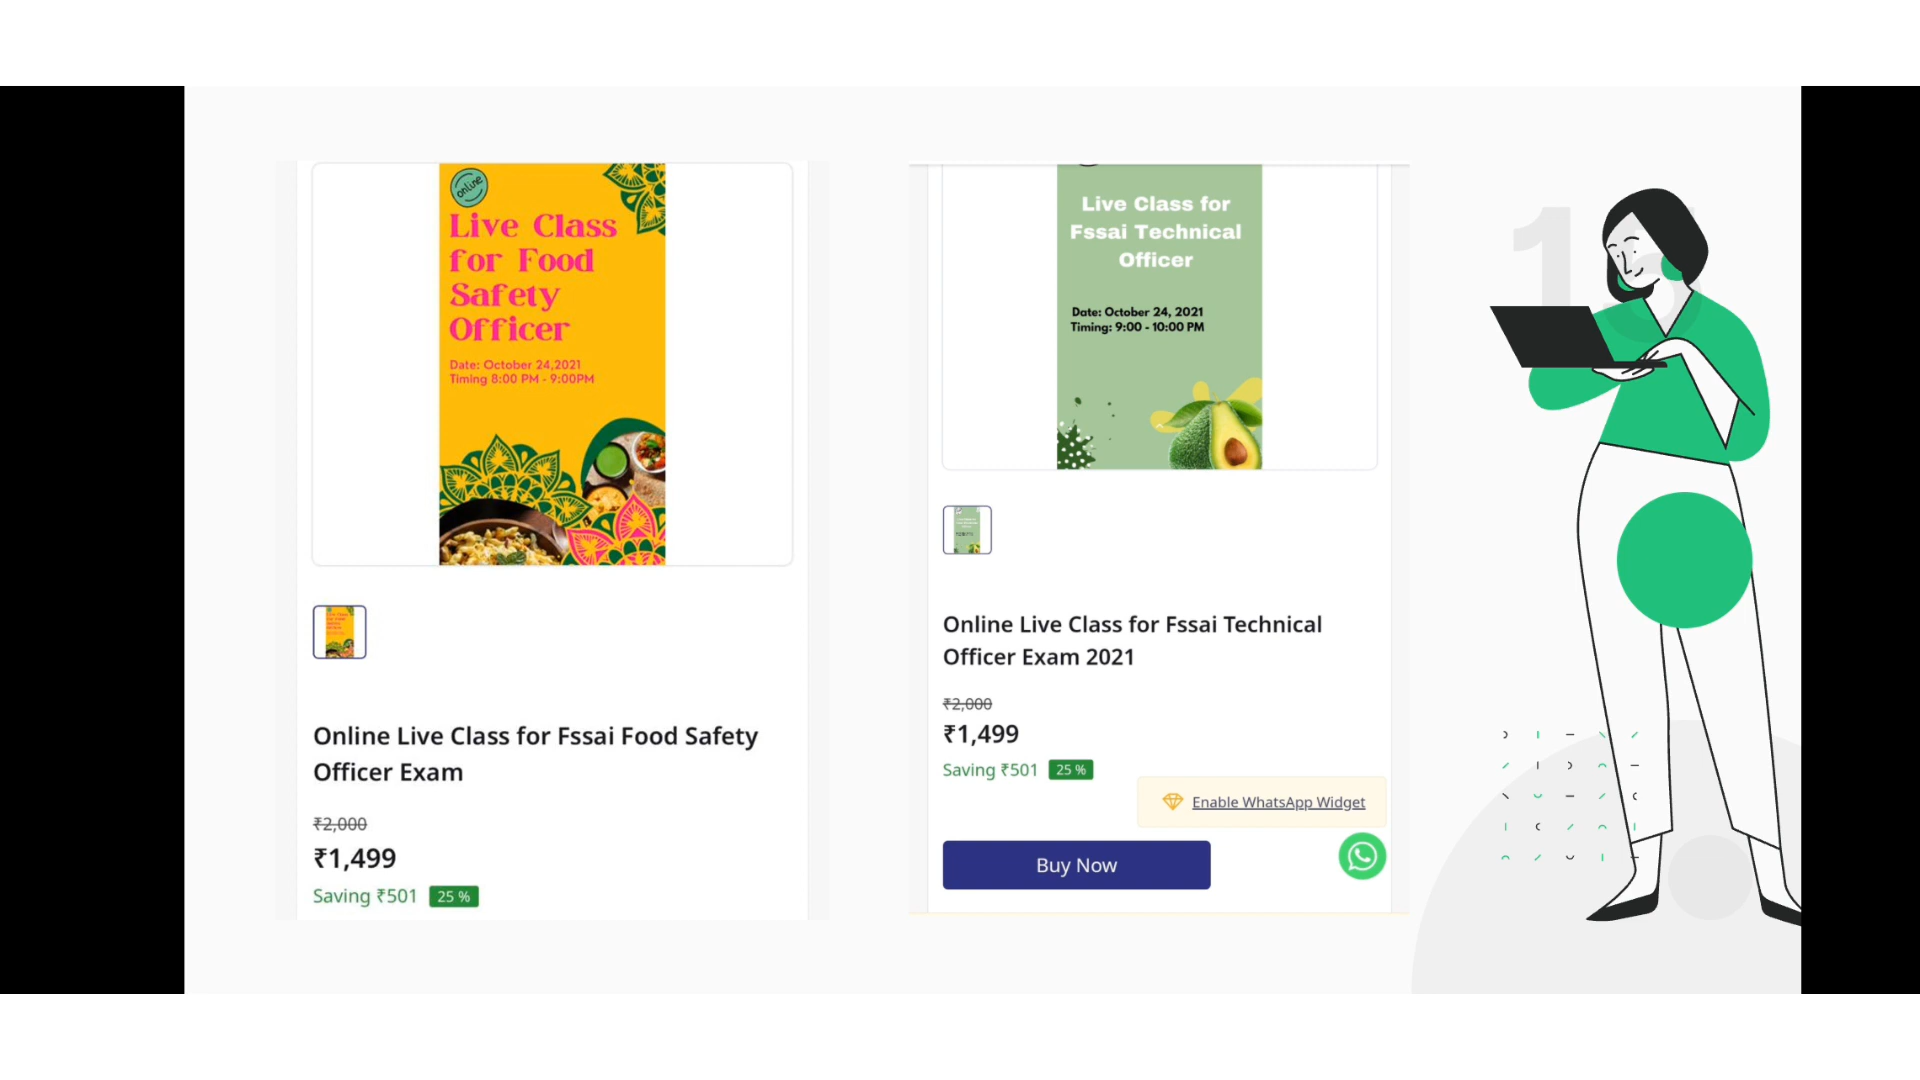 online
Live Class
for Food
Safety
Officer
Date: October 24,2021
Timing 8:00 PM - 9:00PM
Online Live Class for Fssai Food Safety
Officer Exam
₹2,000
₹1,499
Saving ₹501 25 %
Live Class for
Fssai Technical
Officer
Date: October 24, 2021
Timing: 9:00 - 10:00 PM
Online Live Class for Fssai Technical
Officer Exam 2021
₹2,000
₹1,499
Saving ₹501 25 %
Enable WhatsApp Widget
Buy Now